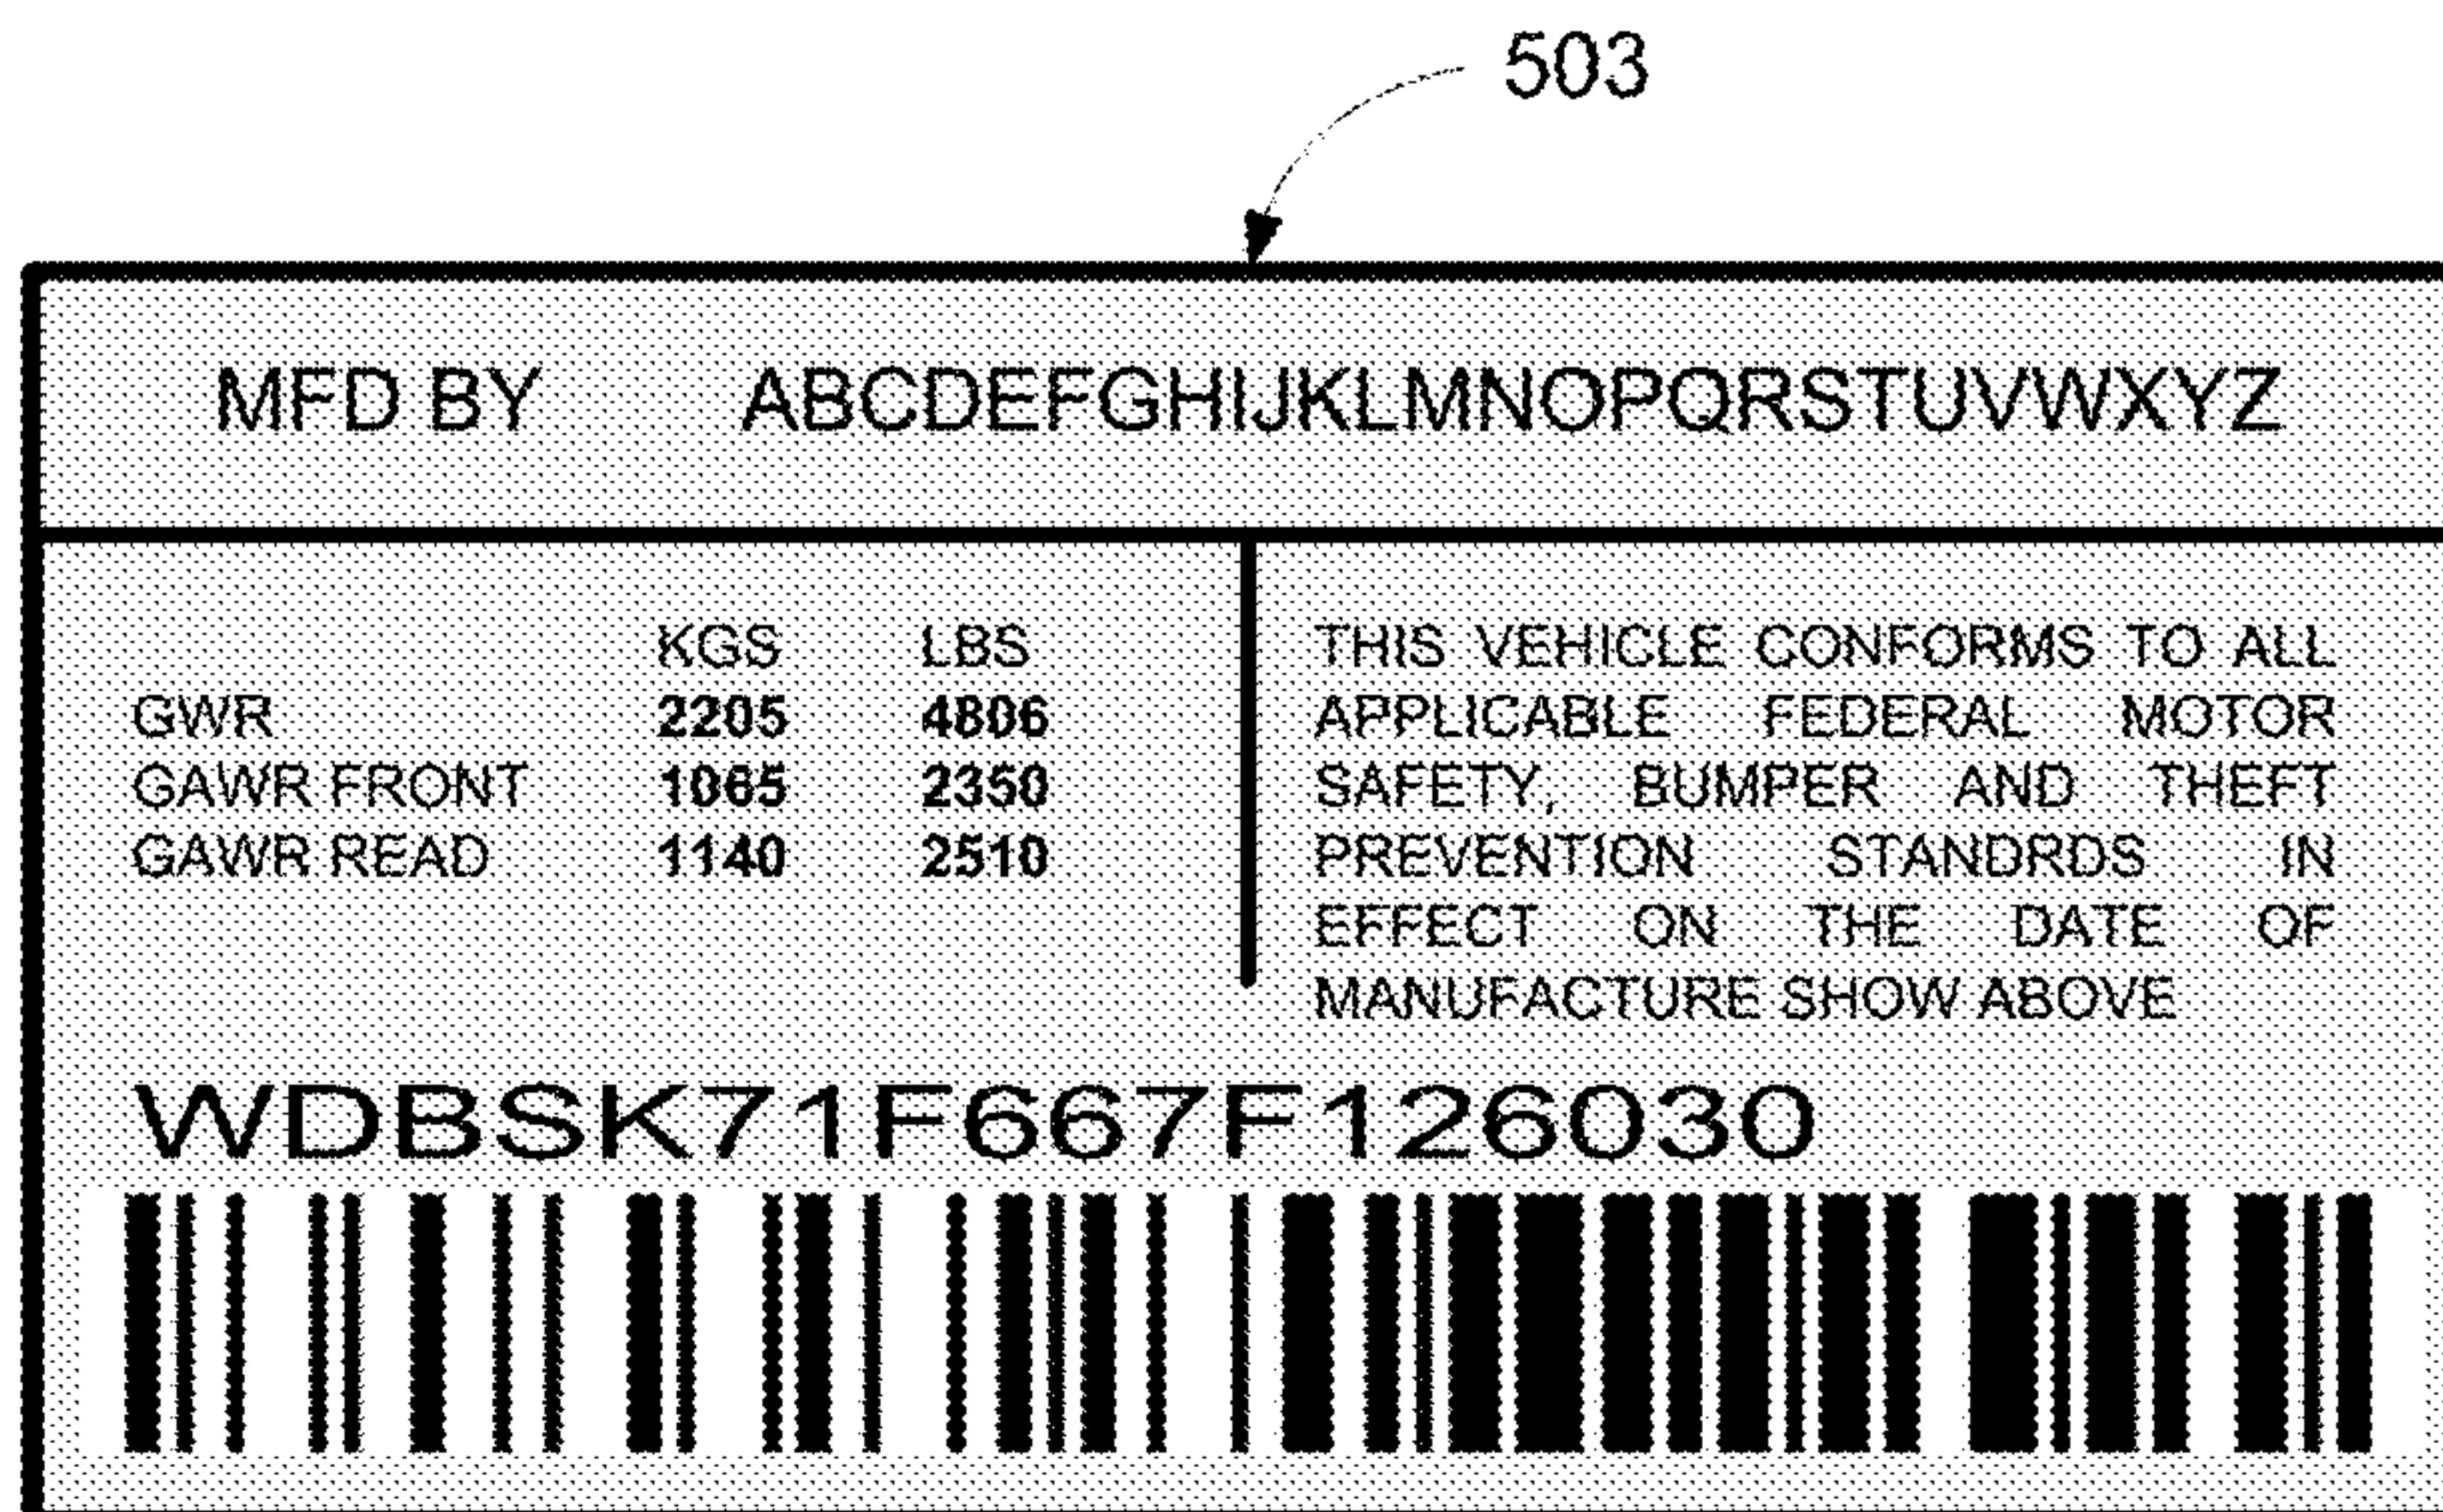 503
MFD BY ABCDEFGHIJKLMNOPQRSTUVWXYZ
KGS LBS
GWR 2205 4806
GAWR FRONT 1065 2350
GAWR READ 1140 2510
THIS VEHICLE CONFORMS TO ALL
APPLICABLE FEDERAL MOTOR
SAFETY, BUMPER AND THEFT
PREVENTION STANDRDS IN
EFFECT ON THE DATE OF
MANUFACTURE SHOW ABOVE
WDBSK71F667F126030